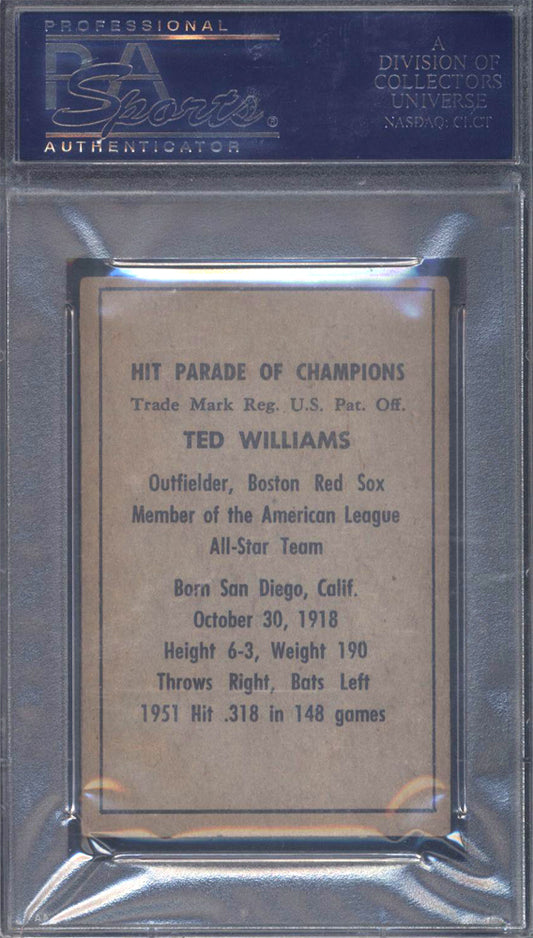 PROFESSIONAL
PSA
Sports®
AUTHENTICATOR
A
DIVISION OF
COLLECTORS
UNIVERSE
NASDAQ: CLCT
HIT PARADE OF CHAMPIONS
Trade Mark Reg. U.S. Pat. Off.
TED WILLIAMS
Outfielder, Boston Red Sox
Member of the American League
All-Star Team
Born San Diego, Calif.
October 30, 1918
Height 6-3, Weight 190
Throws Right, Bats Left
1951 Hit .318 in 148 games